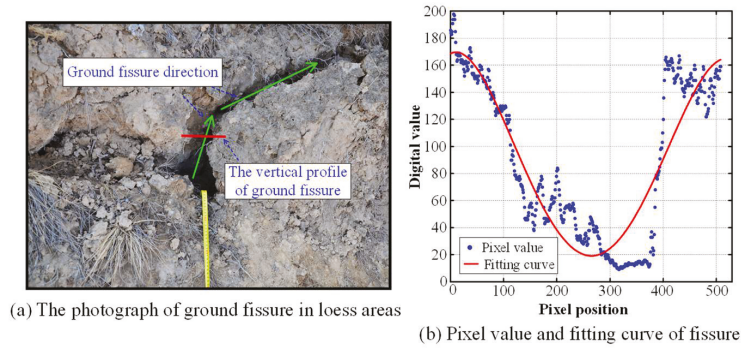 Ground fissure direction
The vertical profile
of ground fissure
(a) The photograph of ground fissure in loess areas
200
180
160
140
120
100
80
60
40
20
0
Digital value
Pixel value
Fitting curve
0 100 200 300 400 500
Pixel position
(b) Pixel value and fitting curve of fissure